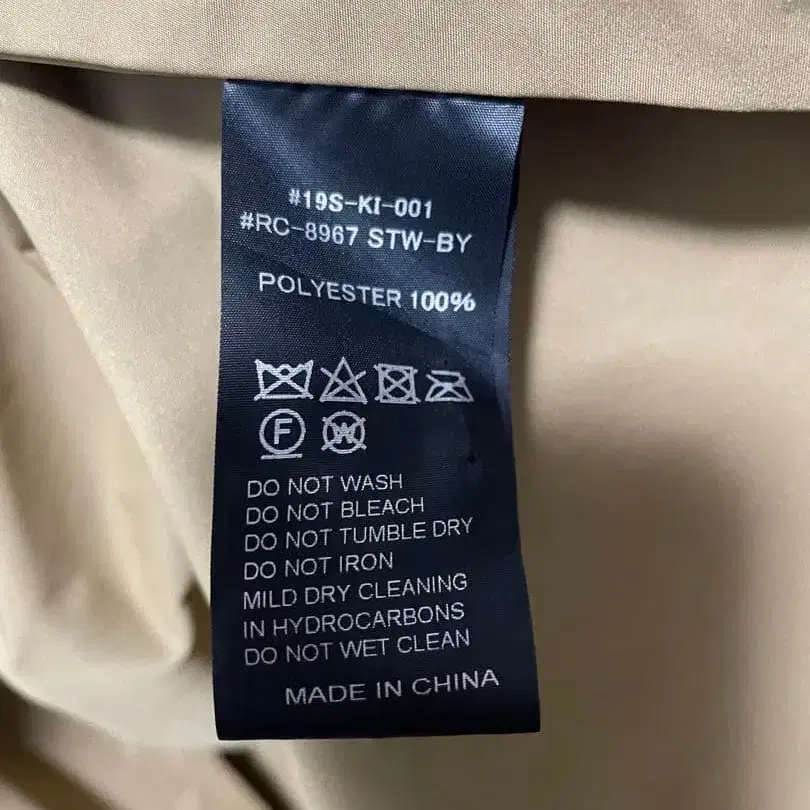 #19S-KI-001
#RC-8967 STW-BY
POLYESTER 100%
F W
DO NOT WASH
DO NOT BLEACH
DO NOT TUMBLE DRY
DO NOT IRON
MILD DRY CLEANING
IN HYDROCARBONS
DO NOT WET CLEAN
MADE IN CHINA